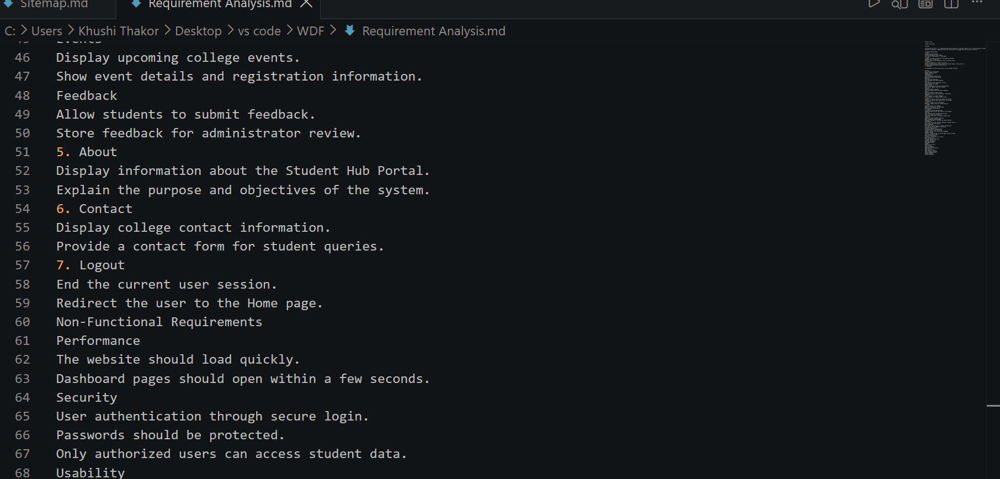 Sitemap.md Requirement Analysis.md
C: Users Khushi Thakor Desktop vs code WDF Requirement Analysis.md
Events
46 Display upcoming college events.
47 Show event details and registration information.
48 Feedback
49 Allow students to submit feedback.
50 Store feedback for administrator review.
51 5. About
52 Display information about the Student Hub Portal.
53 Explain the purpose and objectives of the system.
54 6. Contact
55 Display college contact information.
56 Provide a contact form for student queries.
57 7. Logout
58 End the current user session.
59 Redirect the user to the Home page.
60 Non-Functional Requirements
61 Performance
62 The website should load quickly.
63 Dashboard pages should open within a few seconds.
64 Security
65 User authentication through secure login.
66 Passwords should be protected.
67 Only authorized users can access student data.
68 Usability